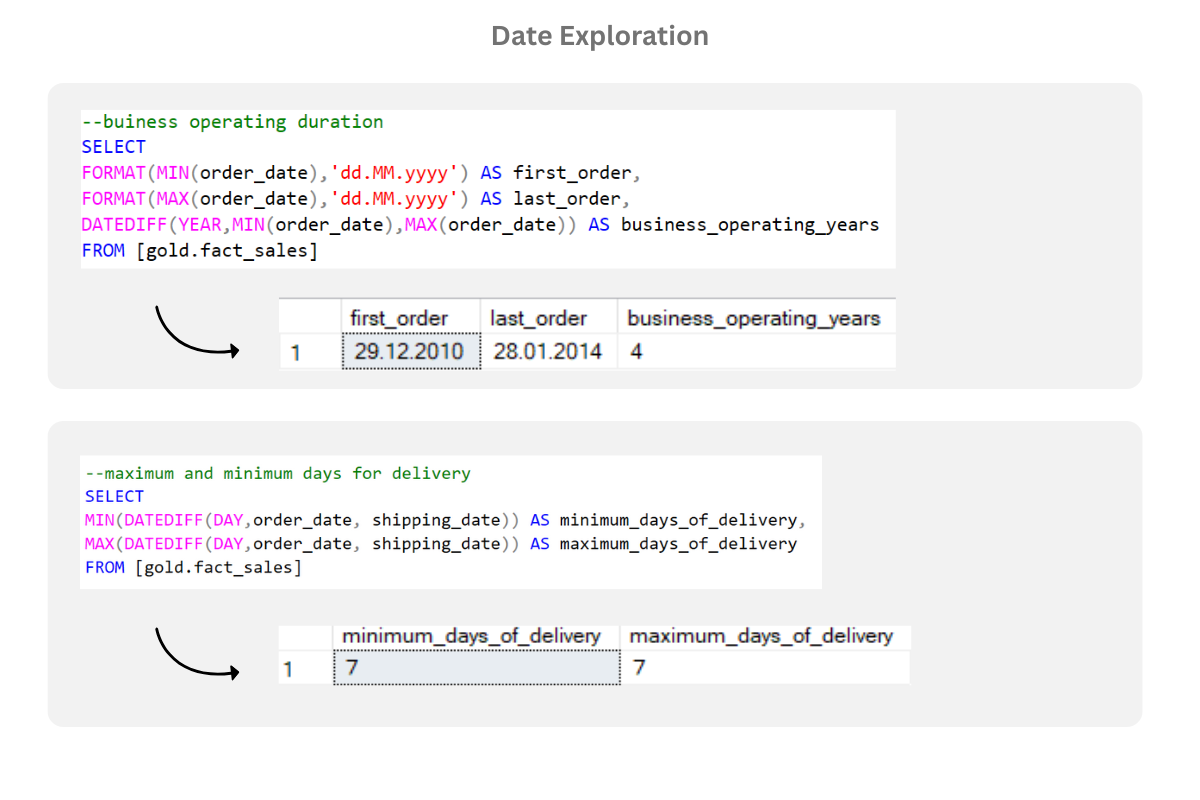 Date Exploration
--buiness operating duration
SELECT
FORMAT(MIN(order_date),'dd.MM.yyyy') AS first_order,
FORMAT(MAX(order_date),'dd.MM.yyyy') AS last_order,
DATEDIFF(YEAR,MIN(order_date),MAX(order_date)) AS business_operating_years
FROM [gold.fact_sales]
first_order last_order business_operating_years
1 29.12.2010 28.01.2014 4
--maximum and minimum days for delivery
SELECT
MIN(DATEDIFF(DAY,order_date, shipping_date)) AS minimum_days_of_delivery,
MAX(DATEDIFF(DAY,order_date, shipping_date)) AS maximum_days_of_delivery
FROM [gold.fact_sales]
minimum_days_of_delivery maximum_days_of_delivery
1 7 7